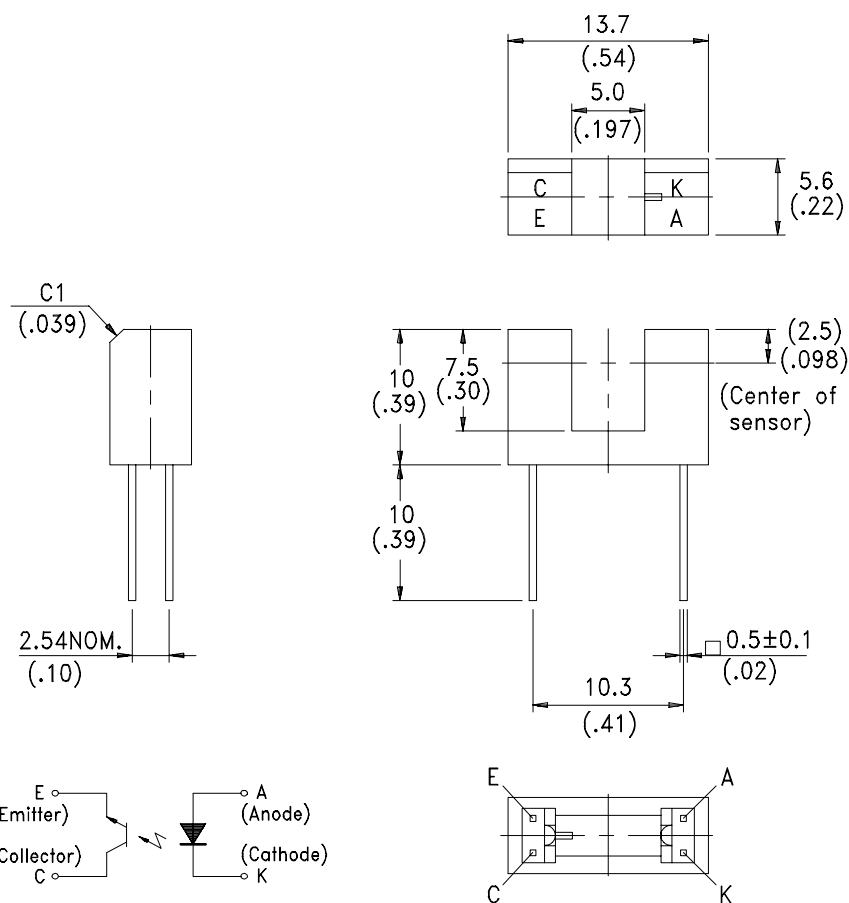 13.7
(.54)
5.0
(.197)
C
K
E
A
5.6
(.22)
C1
(.039)
10
(.39)
7.5
(.30)
(2.5)
(.098)
(Center of
sensor)
10
(.39)
2.54NOM.
(.10)
0.5±0.1
(.02)
10.3
(.41)
E
Emitter)
Collector)
C
A
(Anode)
(Cathode)
K
E
A
C
K